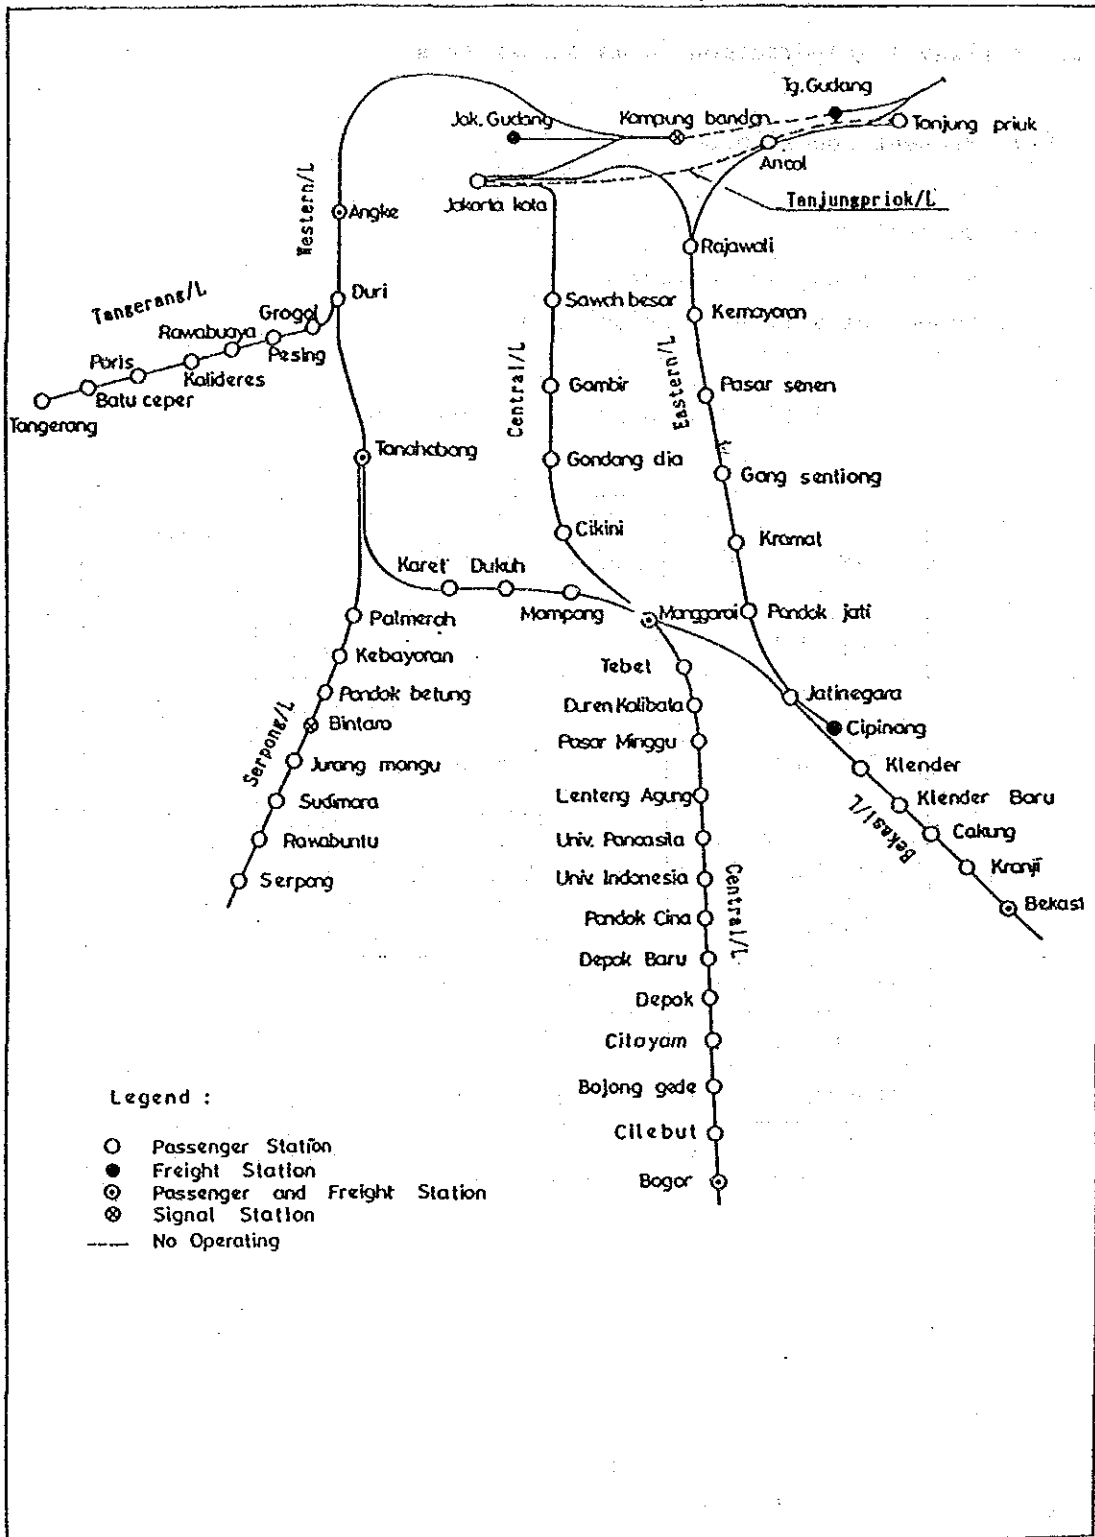 Tg. Gudang
Jak. Gudang
Kampung bandan
Tanjung priuk
Ancol
Jakarta kota
Tanjungpriok/L
Western/L
Angke
Rajawali
Tangerang/L
Duri
Sawah besar
Kemayoran
Grogol
Rawabuaya
Pesing
Poris
Kalideres
Batu ceper
Tangerang
Central/L
Gambir
Eastern/L
Pasar senen
Tanahabang
Gondang dia
Gang sentiong
Cikini
Kramat
Karet
Dukuh
Mampang
Manggarai
Pondok jati
Palmerah
Kebayoran
Tebet
Pondok betung
Jatinegara
Duren Kalibata
Bintaro
Cipinang
Serpong/L
Pasar Minggu
Jurang mangu
Klender
Sudimara
Lenteng Agung
Klender Baru
Bekasi/L
Rawabuntu
Univ. Pancasila
Cakung
Serpong
Univ. Indonesia
Kranji
Central/L
Pondok Cina
Bekasi
Depok Baru
Depok
Citayam
Bojong gede
Cilebut
Bogor
Legend :
Passenger Station
Freight Station
Passenger and Freight Station
Signal Station
No Operating